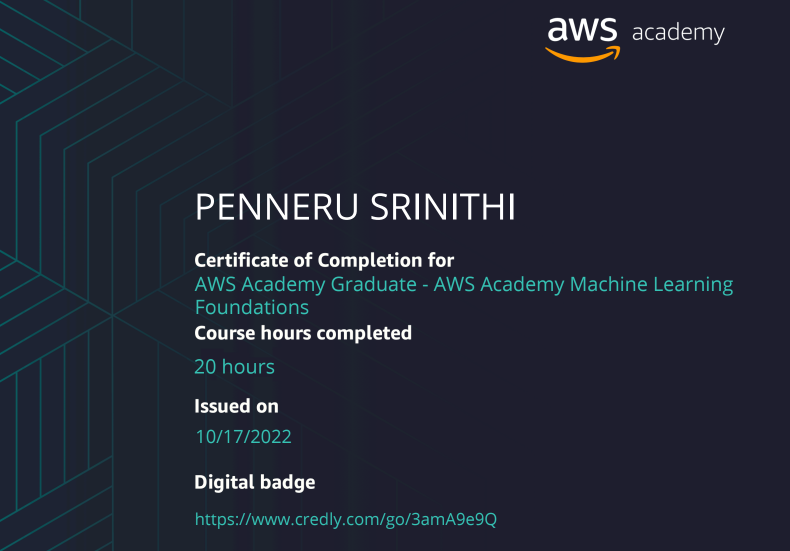 aws academy
PENNERU SRINITHI
Certificate of Completion for
AWS Academy Graduate - AWS Academy Machine Learning
Foundations
Course hours completed
20 hours
Issued on
10/17/2022
Digital badge
https://www.credly.com/go/3amA9e9Q